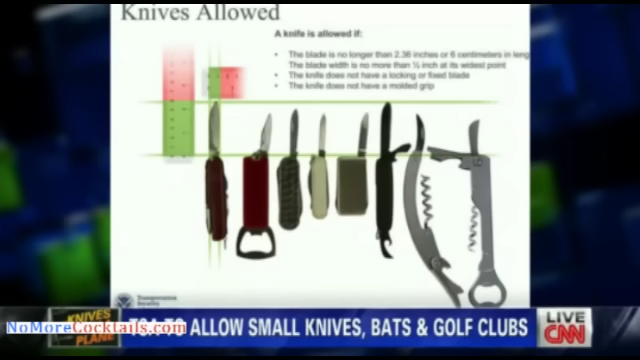 Knives Allowed
A knife is allowed if:
The blade is no longer than 2.36 inches or 6 centimeters in leng
The blade width is no more than ½ inch at its widest point
The knife does not have a locking or fixed blade
The knife does not have a molded grip
Transportation
Security
KNIVES
PLANE
NoMoreCocktails.com
TSA TO ALLOW SMALL KNIVES, BATS & GOLF CLUBS
LIVE
CNN